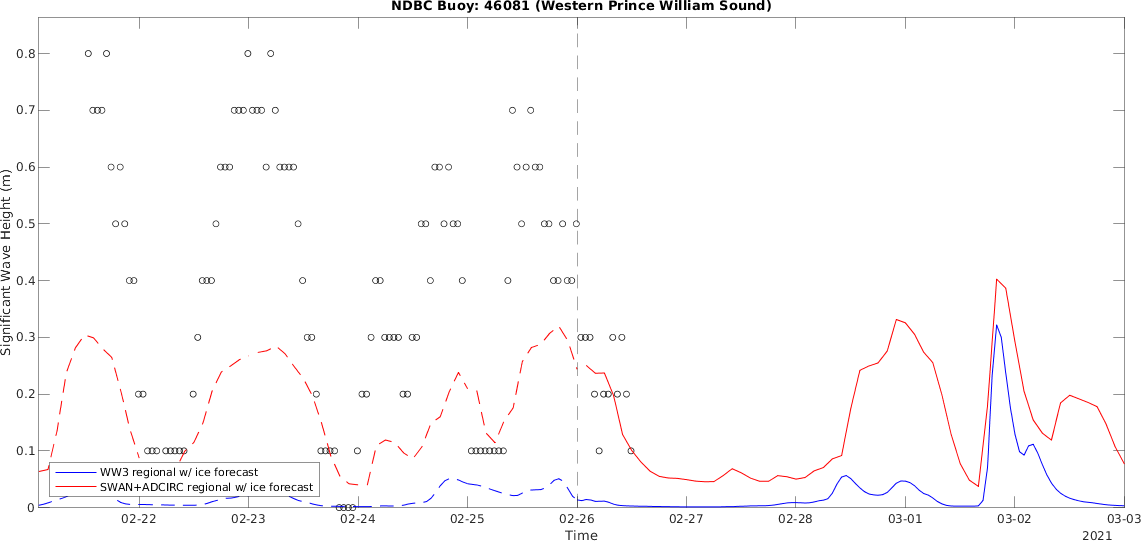 NDBC Buoy: 46081 (Western Prince William Sound)
Significant Wave Height (m)
0.8
0.7
0.6
0.5
0.4
0.3
0.2
0.1
0
WW3 regional w/ ice forecast
SWAN+ADCIRC regional w/ ice forecast
02-22 02-23 02-24 02-25 02-26 02-27 02-28 03-01 03-02 03-03
Time
2021